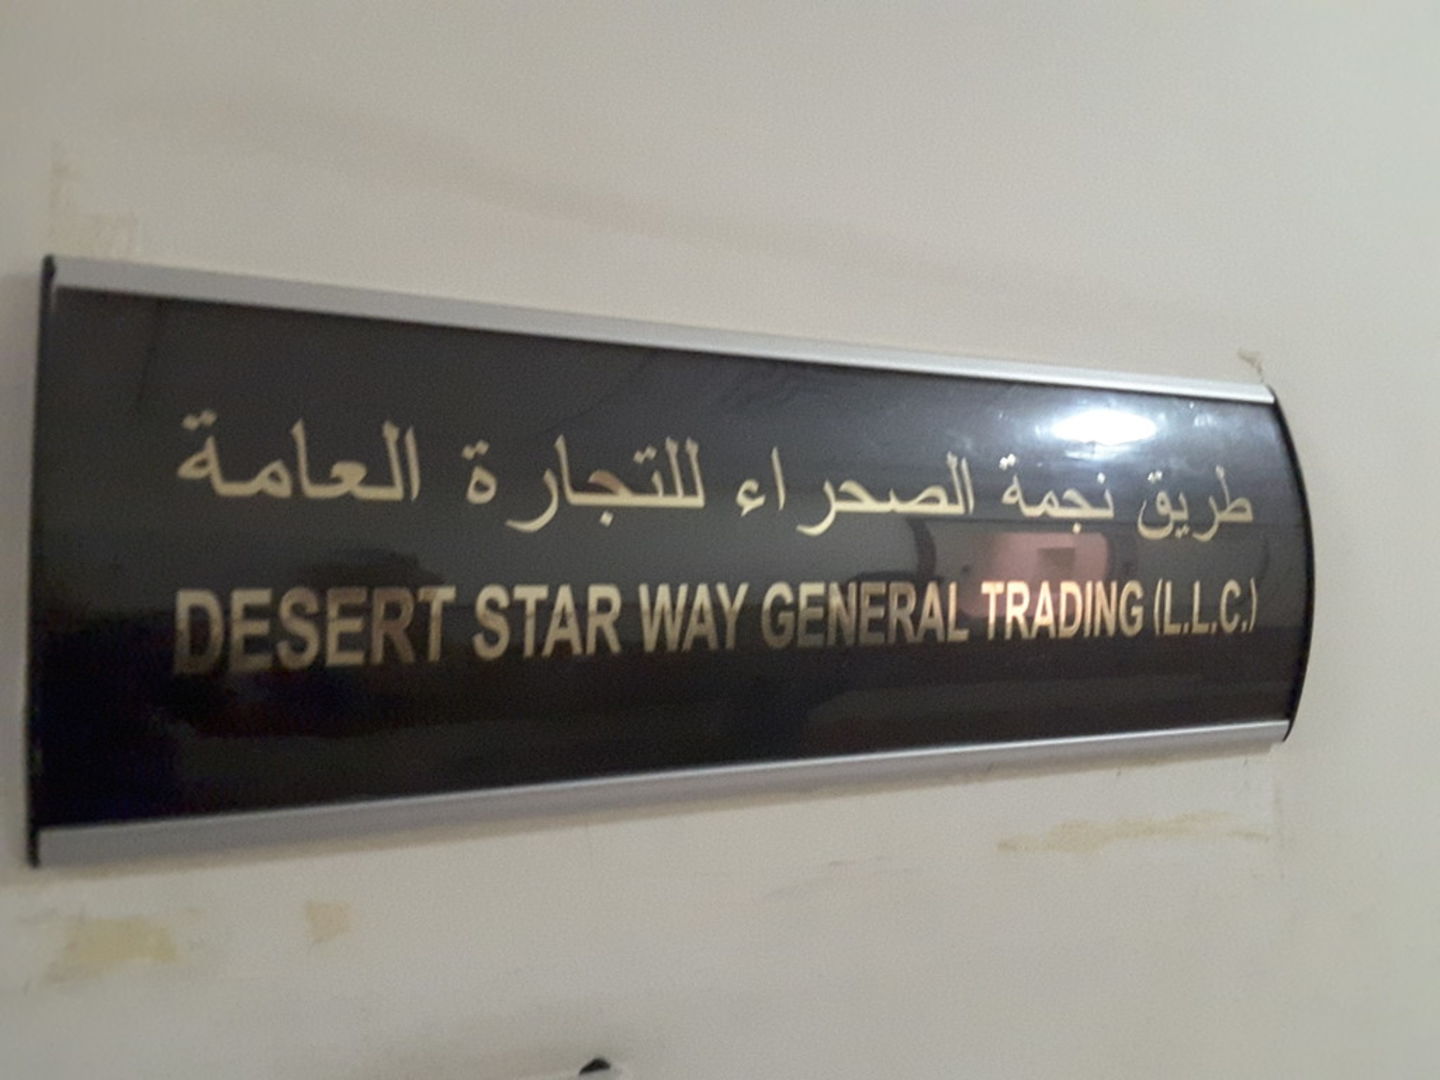 طريق نجمة الصحراء للتجارة العامة
DESERT STAR WAY GENERAL TRADING (L.L.C.)